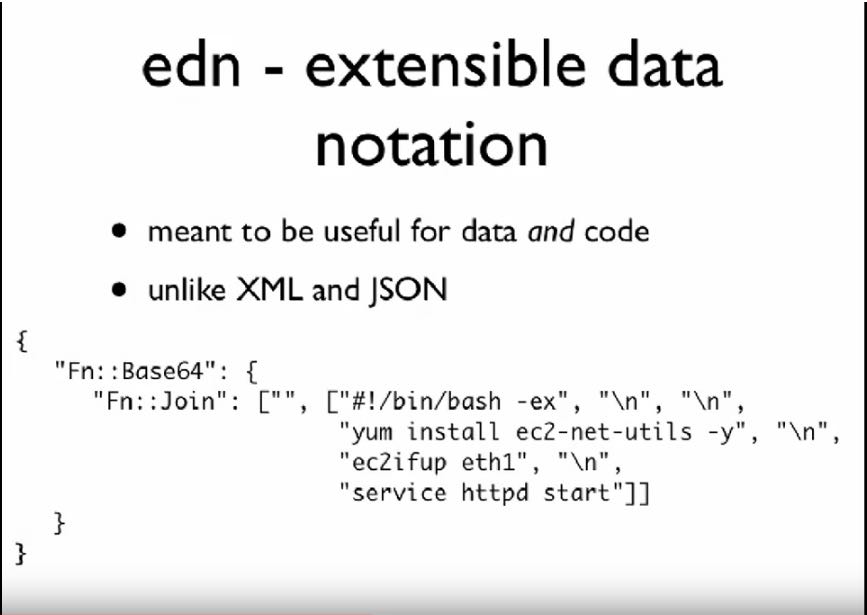 edn - extensible data
notation
• meant to be useful for data and code
• unlike XML and JSON
{
   "Fn::Base64": {
      "Fn::Join": ["", ["#!/bin/bash -ex", "\n", "\n",
                        "yum install ec2-net-utils -y", "\n",
                        "ec2ifup eth1", "\n",
                        "service httpd start"]]
   }
}